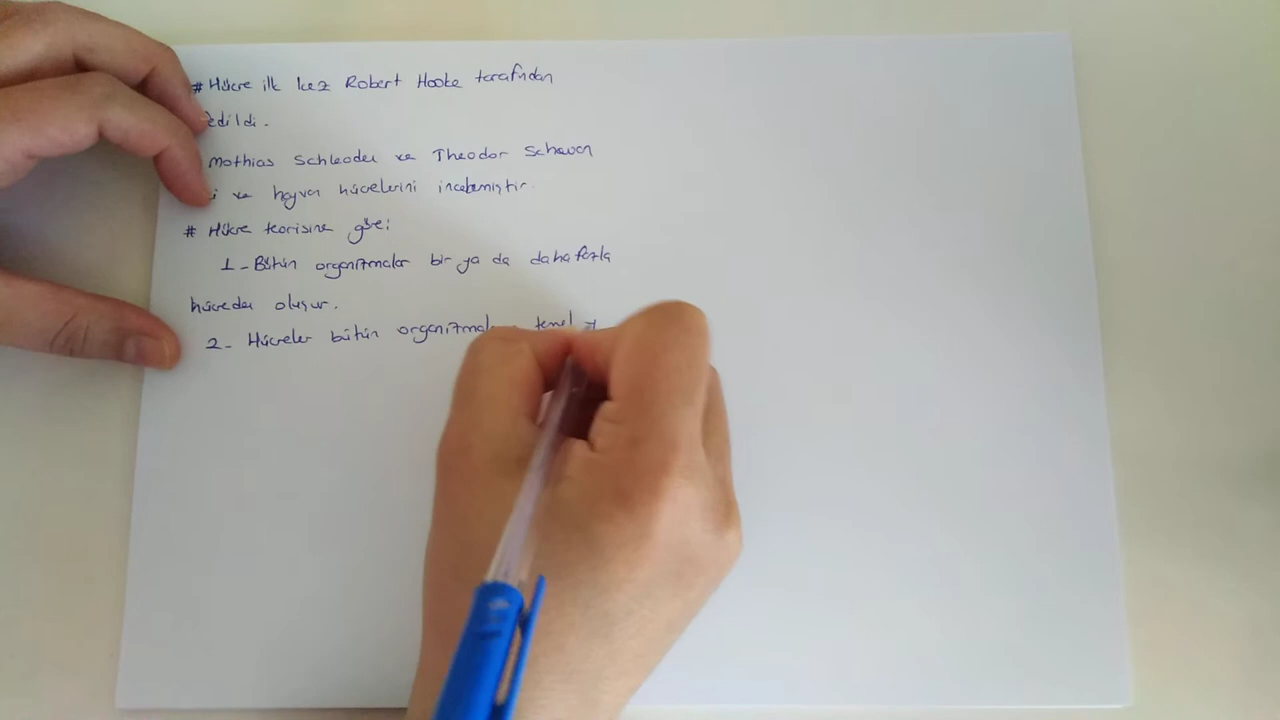 # Hücre ilk kez Robert Hooke tarafından
edildi.
Mathias Schleiden ve Theodor Schwann
ve hayvan hücrelerini incelemiştir.
# Hücre teorisine göre;
1- Bütün organizmalar bir ya da daha fazla
hücreden oluşur.
2- Hücreler bütün organizmaların temel